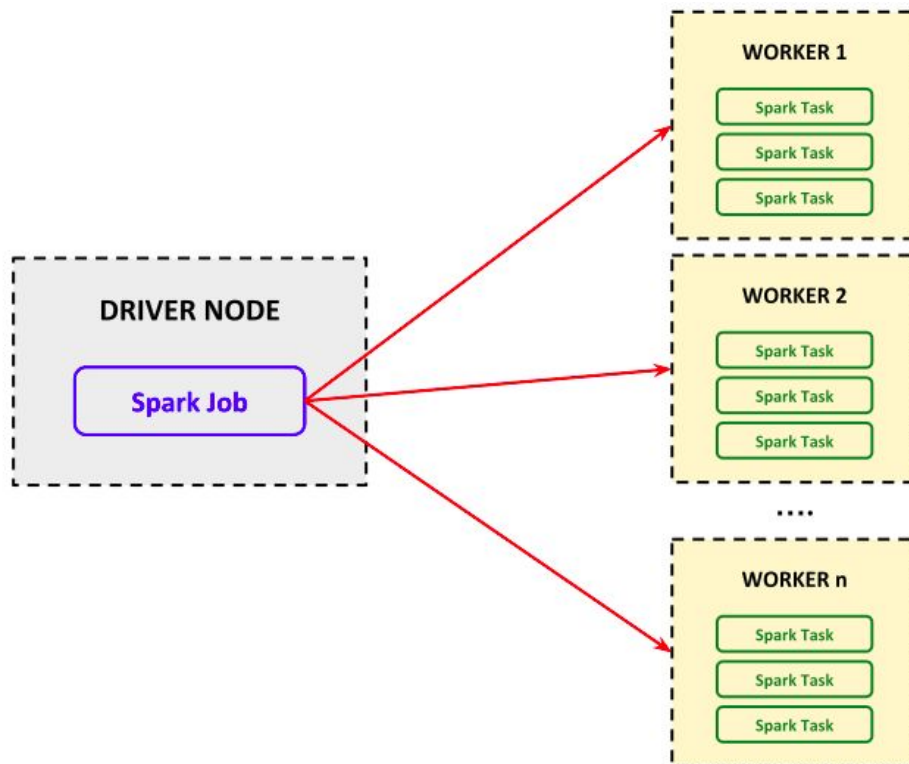 DRIVER NODE
Spark Job
WORKER 1
Spark Task
Spark Task
Spark Task
WORKER 2
Spark Task
Spark Task
Spark Task
....
WORKER n
Spark Task
Spark Task
Spark Task